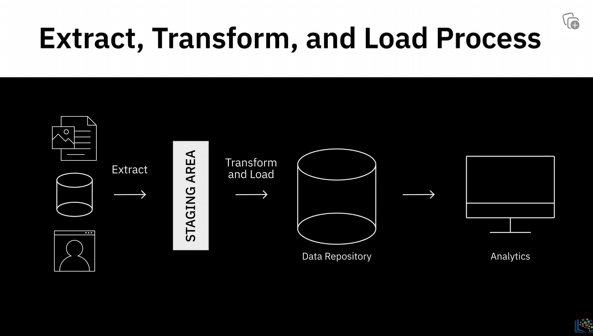 Extract, Transform, and Load Process
Extract
STAGING AREA
Transform
and Load
Data Repository
Analytics